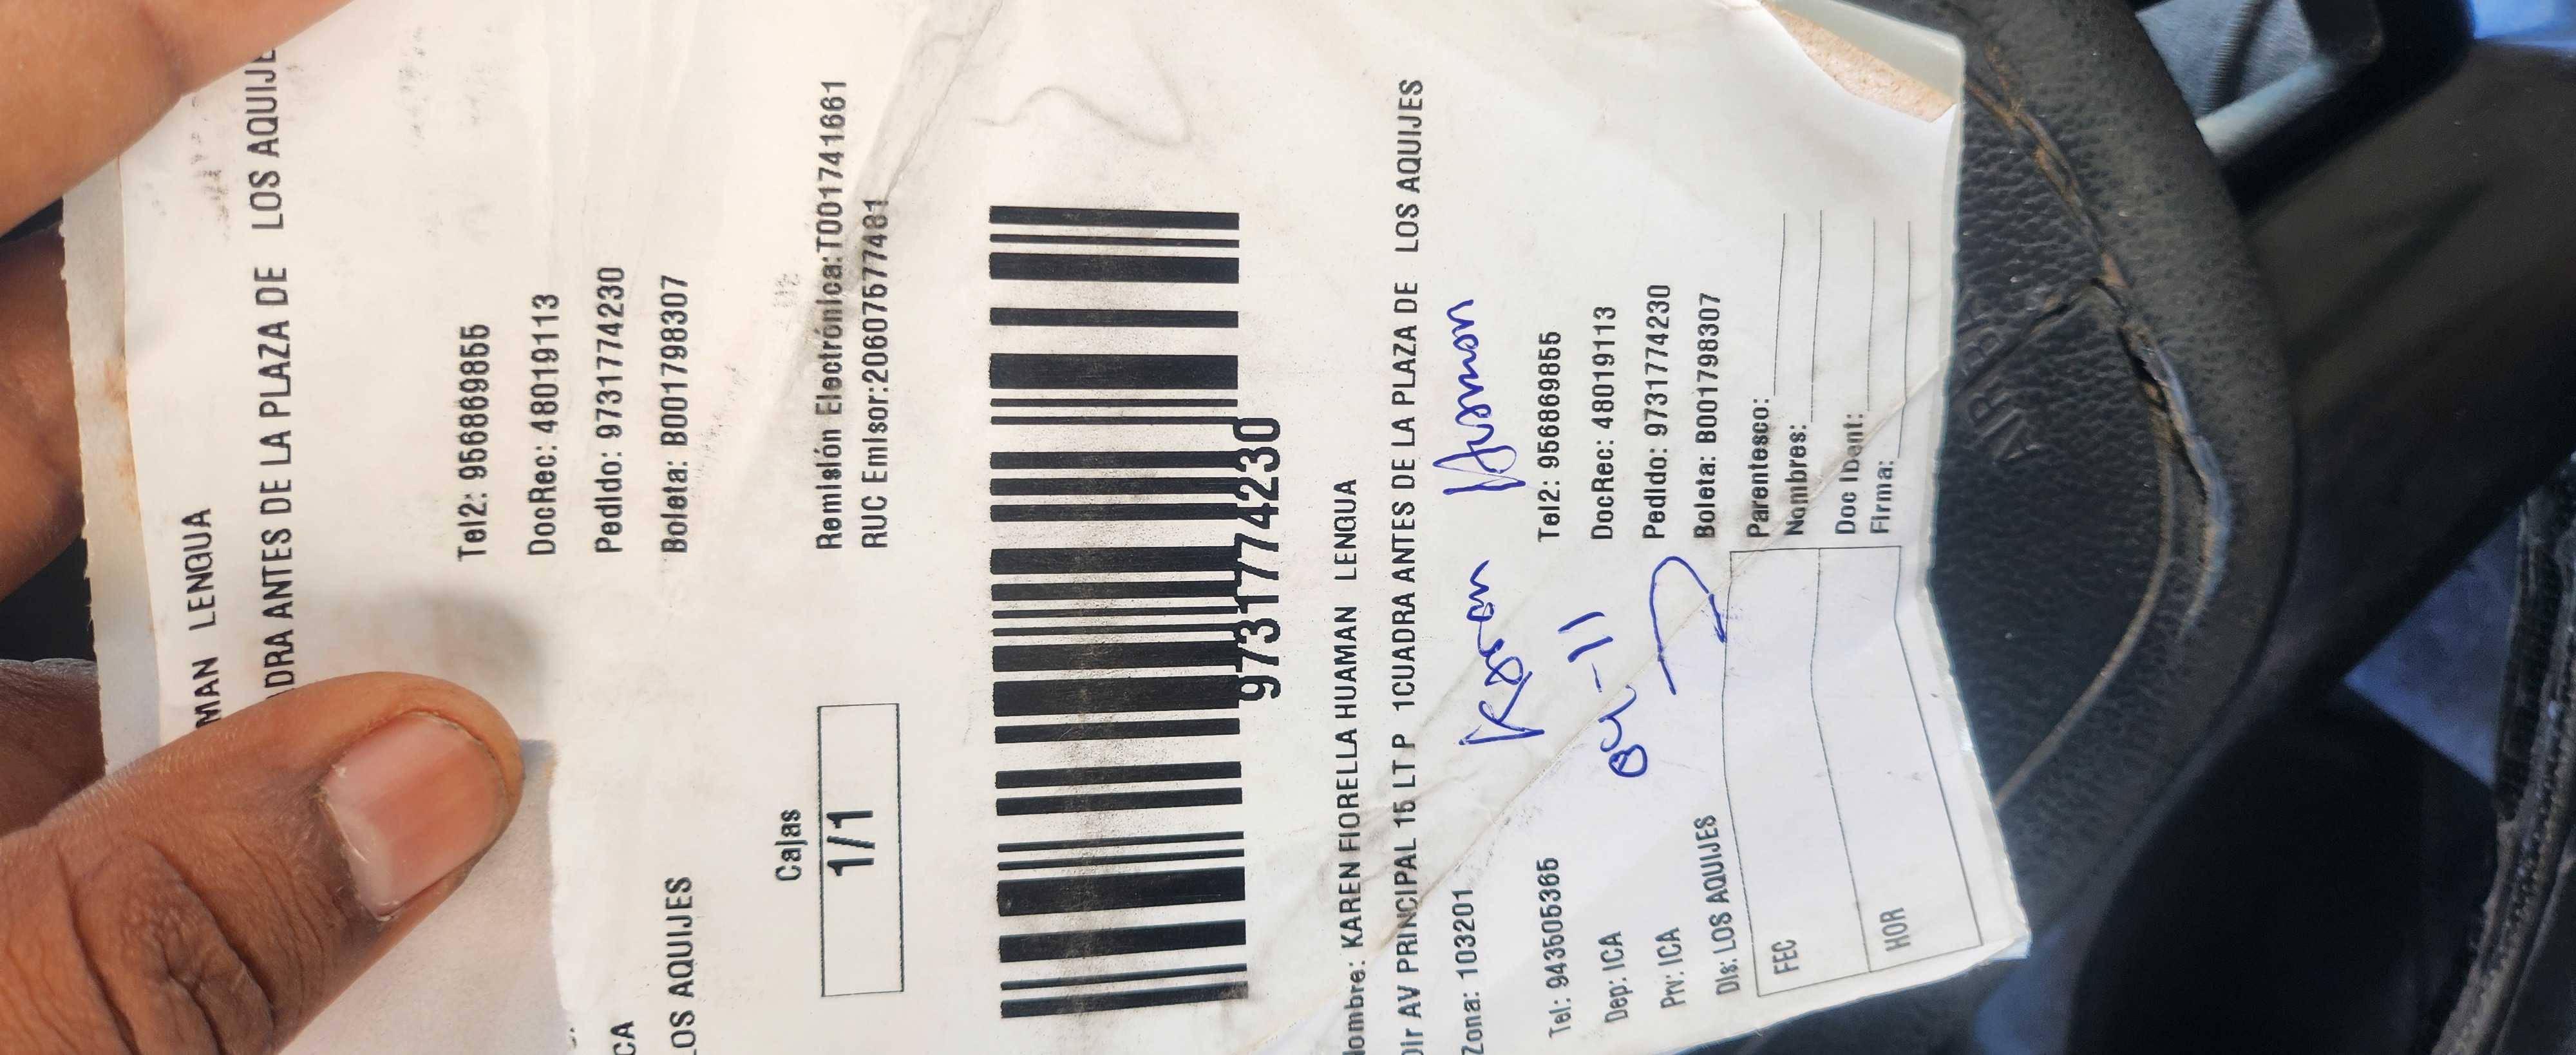 MAN LENGUA
DRA ANTES DE LA PLAZA DE LOS AQUIJE
Tel2: 956869855
DocRec: 48019113
Pedido: 9731774230
CA
LOS AQUIJES Boleta: B001798307
Cajas
1/1
Remisión Electrónica:T001741661
RUC Emisor:20607577481
9731774230
Nombre: KAREN FIORELLA HUAMAN LENGUA
Dir AV PRINCIPAL 15 LT P 1CUADRA ANTES DE LA PLAZA DE LOS AQUIJES
Zona: 103201
Karen Huaman
Tel: 943505365 Tel2: 956869855
04-11
Dep: ICA DocRec: 48019113
Prv: ICA Pedido: 9731774230
Dis: LOS AQUIJES Boleta: B001798307
FEC
HOR
Parentesco:
Nombres:
Doc Ident:
Firma:
AIRBAG